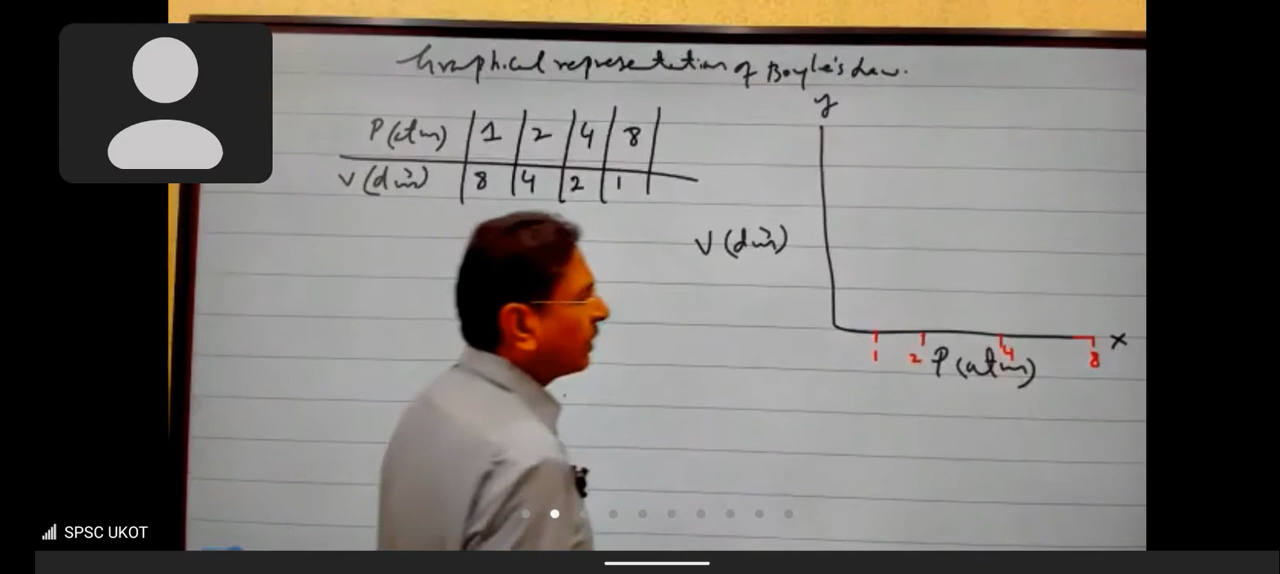 Graphical representation of Boyle's Law.
P (atm) 1 2 4 8
V (dm³) 8 4 2 1
y
V (dm³)
x
1 2 4 8
P (atm)
SPSC UKOT